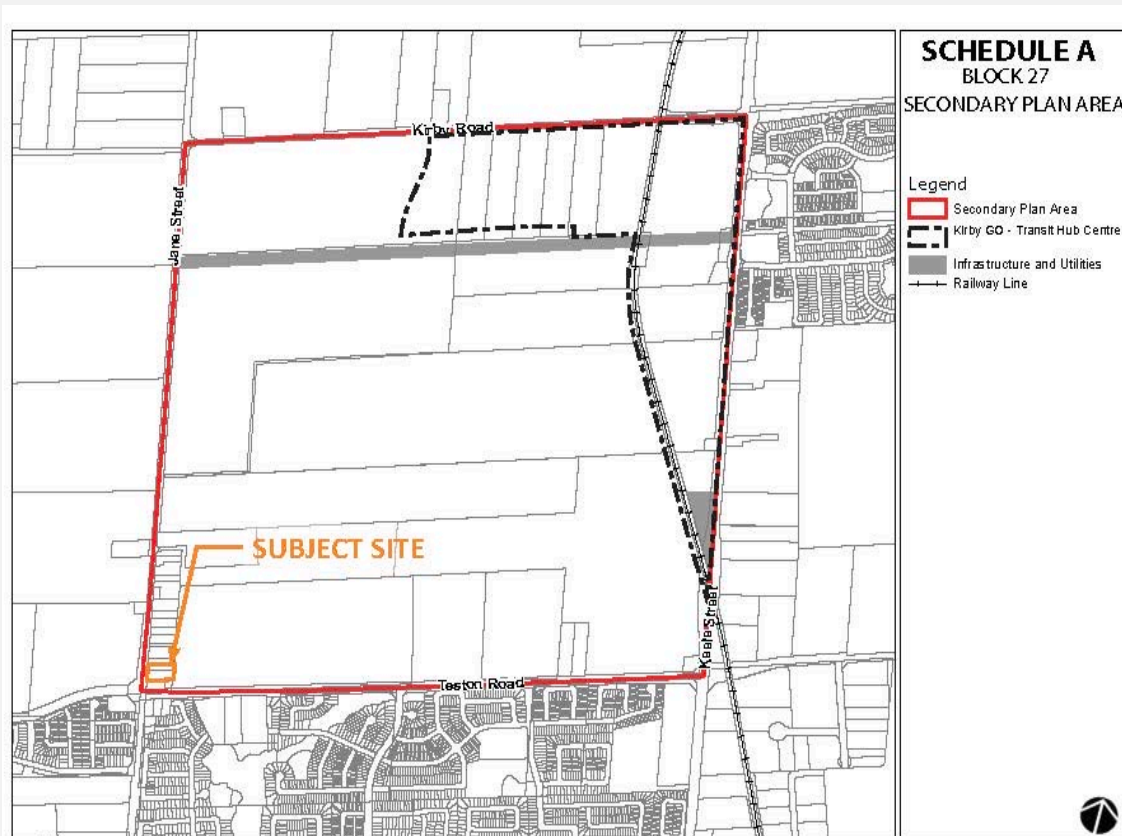 SCHEDULE A
BLOCK 27
SECONDARY PLAN AREA
Legend
Secondary Plan Area
Kirby GO - Transit Hub Centre
Infrastructure and Utilities
Railway Line
Kirby Road
Jane Street
SUBJECT SITE
Keele Street
Teston Road